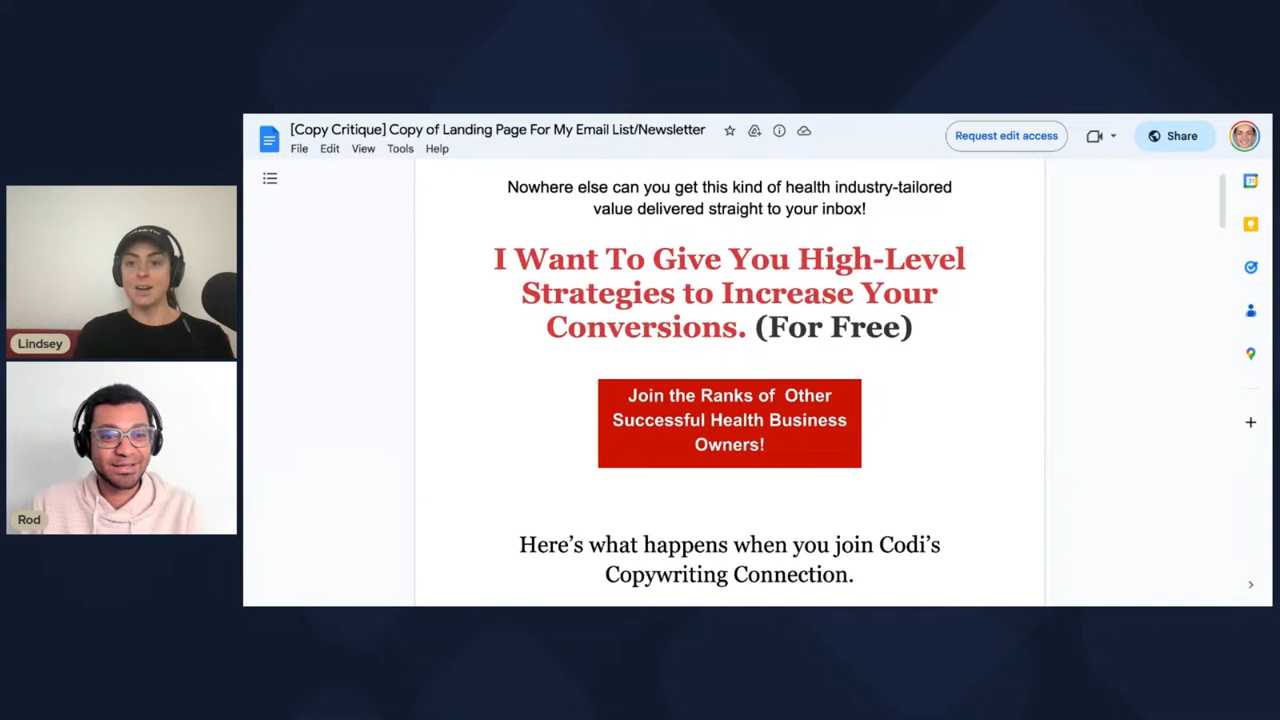 [Copy Critique] Copy of Landing Page For My Email List/Newsletter
File Edit View Tools Help
Request edit access
Share
Nowhere else can you get this kind of health industry-tailored
value delivered straight to your inbox!
I Want To Give You High-Level
Strategies to Increase Your
Conversions. (For Free)
Join the Ranks of Other
Successful Health Business
Owners!
Here’s what happens when you join Codi’s
Copywriting Connection.
Lindsey
Rod